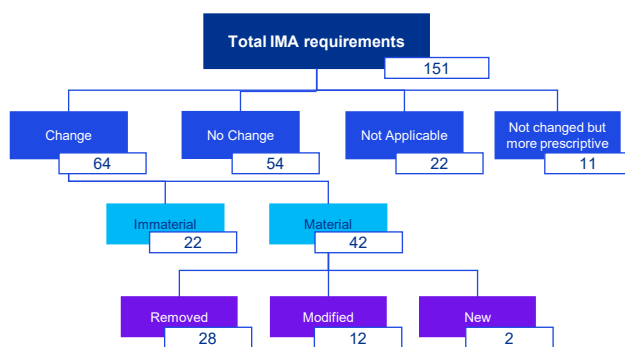 Total IMA requirements
151
Change
64
No Change
54
Not Applicable
22
Not changed but
more prescriptive
11
Immaterial
22
Material
42
Removed
28
Modified
12
New
2